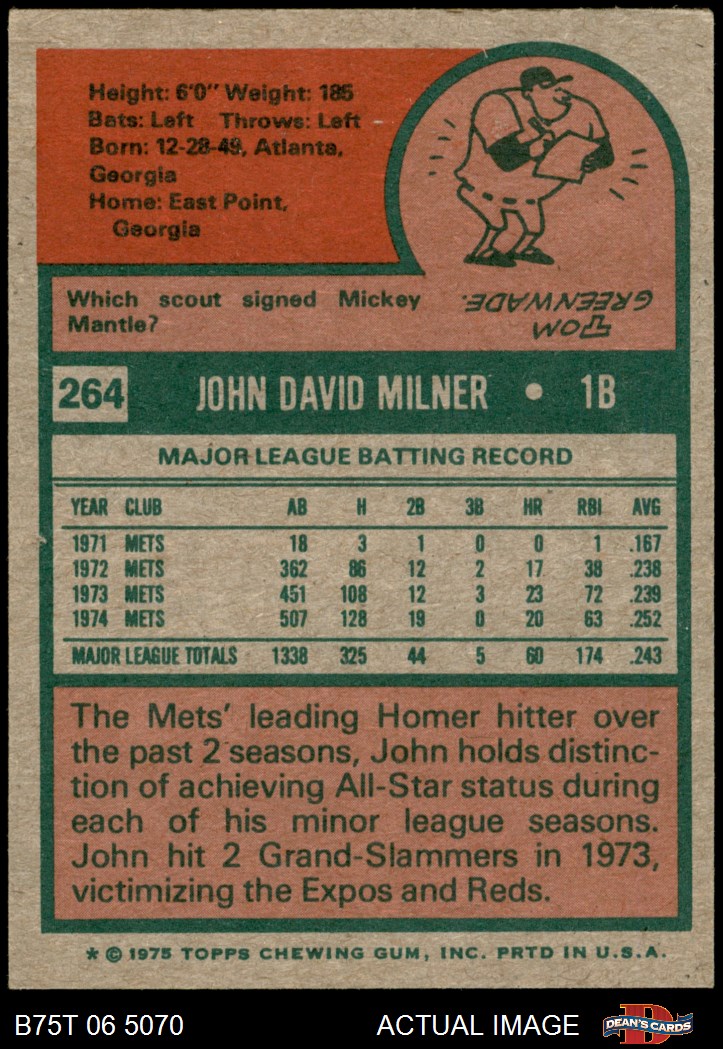 Height: 6'0" Weight: 185
Bats: Left Throws: Left
Born: 12-28-49, Atlanta,
Georgia
Home: East Point,
Georgia
Which scout signed Mickey
Mantle?
TOM
GREENWADE.
264 JOHN DAVID MILNER • 1B
MAJOR LEAGUE BATTING RECORD
YEAR CLUB AB H 2B 3B HR RBI AVG
1971 METS 18 3 1 0 0 1 .167
1972 METS 362 86 12 2 17 38 .238
1973 METS 451 108 12 3 23 72 .239
1974 METS 507 128 19 0 20 63 .252
MAJOR LEAGUE TOTALS 1338 325 44 5 60 174 .243
The Mets' leading Homer hitter over
the past 2 seasons, John holds distinc-
tion of achieving All-Star status during
each of his minor league seasons.
John hit 2 Grand-Slammers in 1973,
victimizing the Expos and Reds.
* © 1975 TOPPS CHEWING GUM, INC. PRTD IN U.S.A.
B75T 06 5070 ACTUAL IMAGE D DEAN'S CARDS